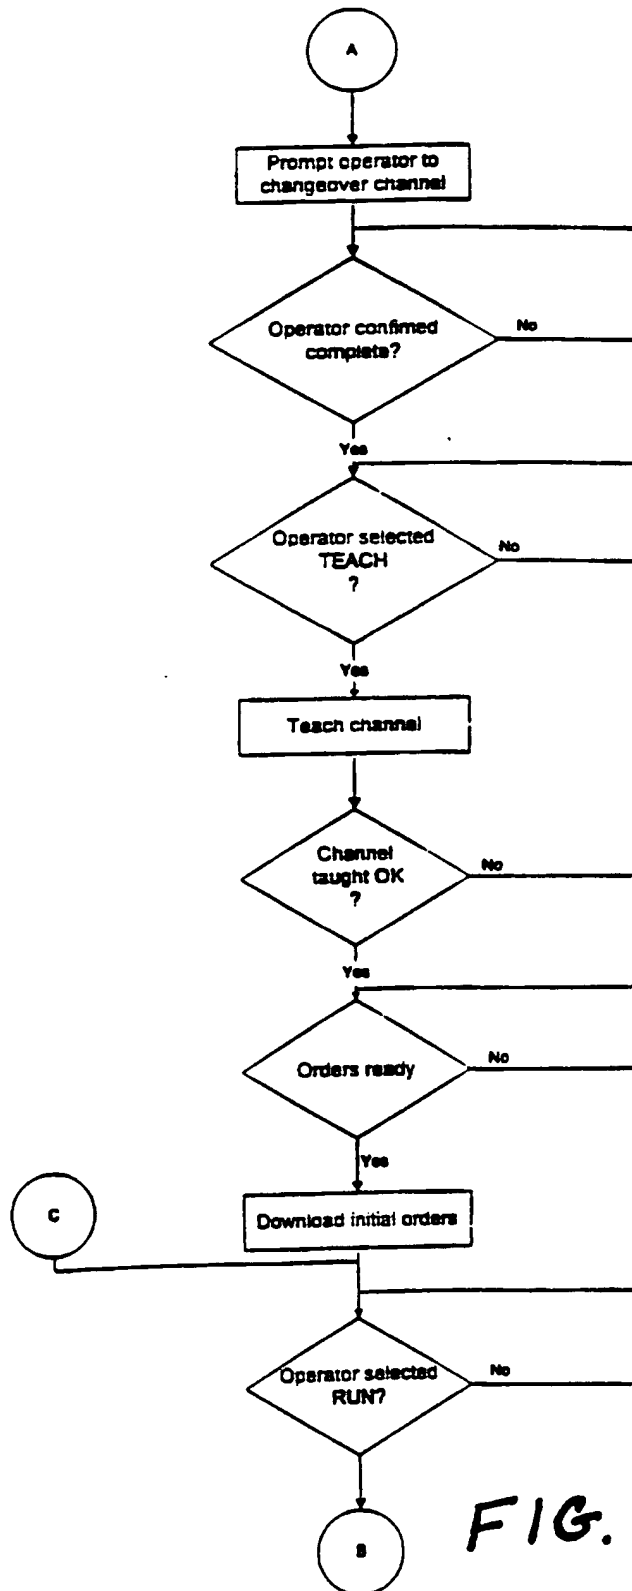 A
Prompt operator to
changeover channel
Operator confirmed
complete?
No
Yes
Operator selected
TEACH
?
No
Yes
Teach channel
Channel
taught OK
?
No
Yes
Orders ready
No
Yes
C
Download initial orders
Operator selected
RUN?
No
B
FIG.